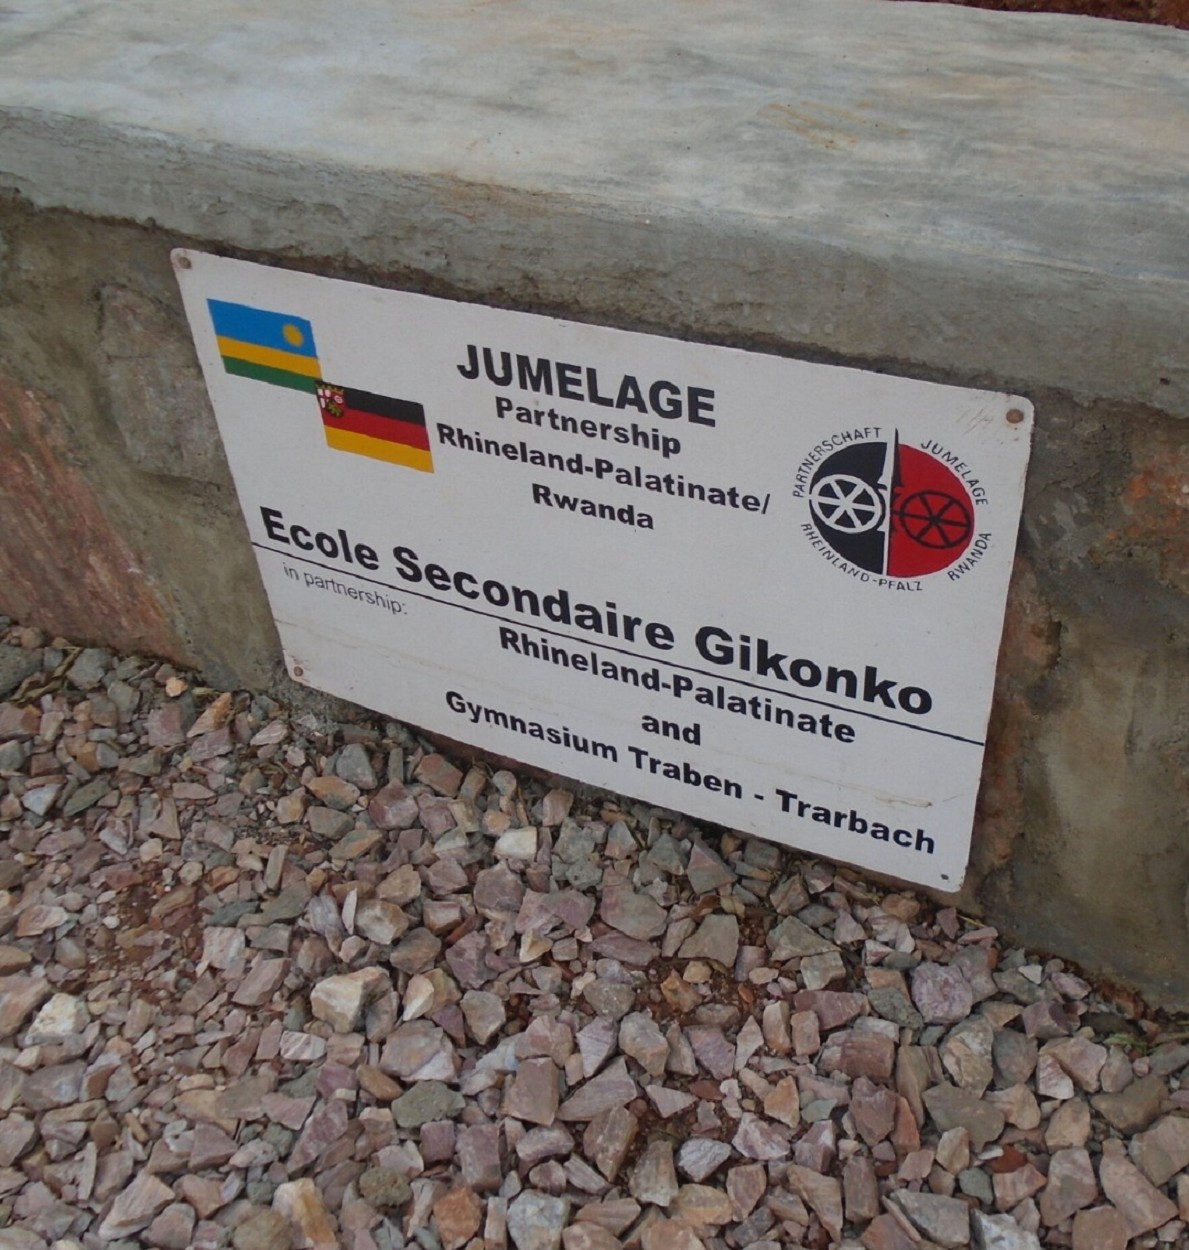 JUMELAGE
Partnership
Rhineland-Palatinate/
Rwanda
PARTNERSCHAFT
JUMELAGE
RHEINLAND-PFALZ
RWANDA
Ecole Secondaire Gikonko
in partnership:
Rhineland-Palatinate
and
Gymnasium Traben - Trarbach